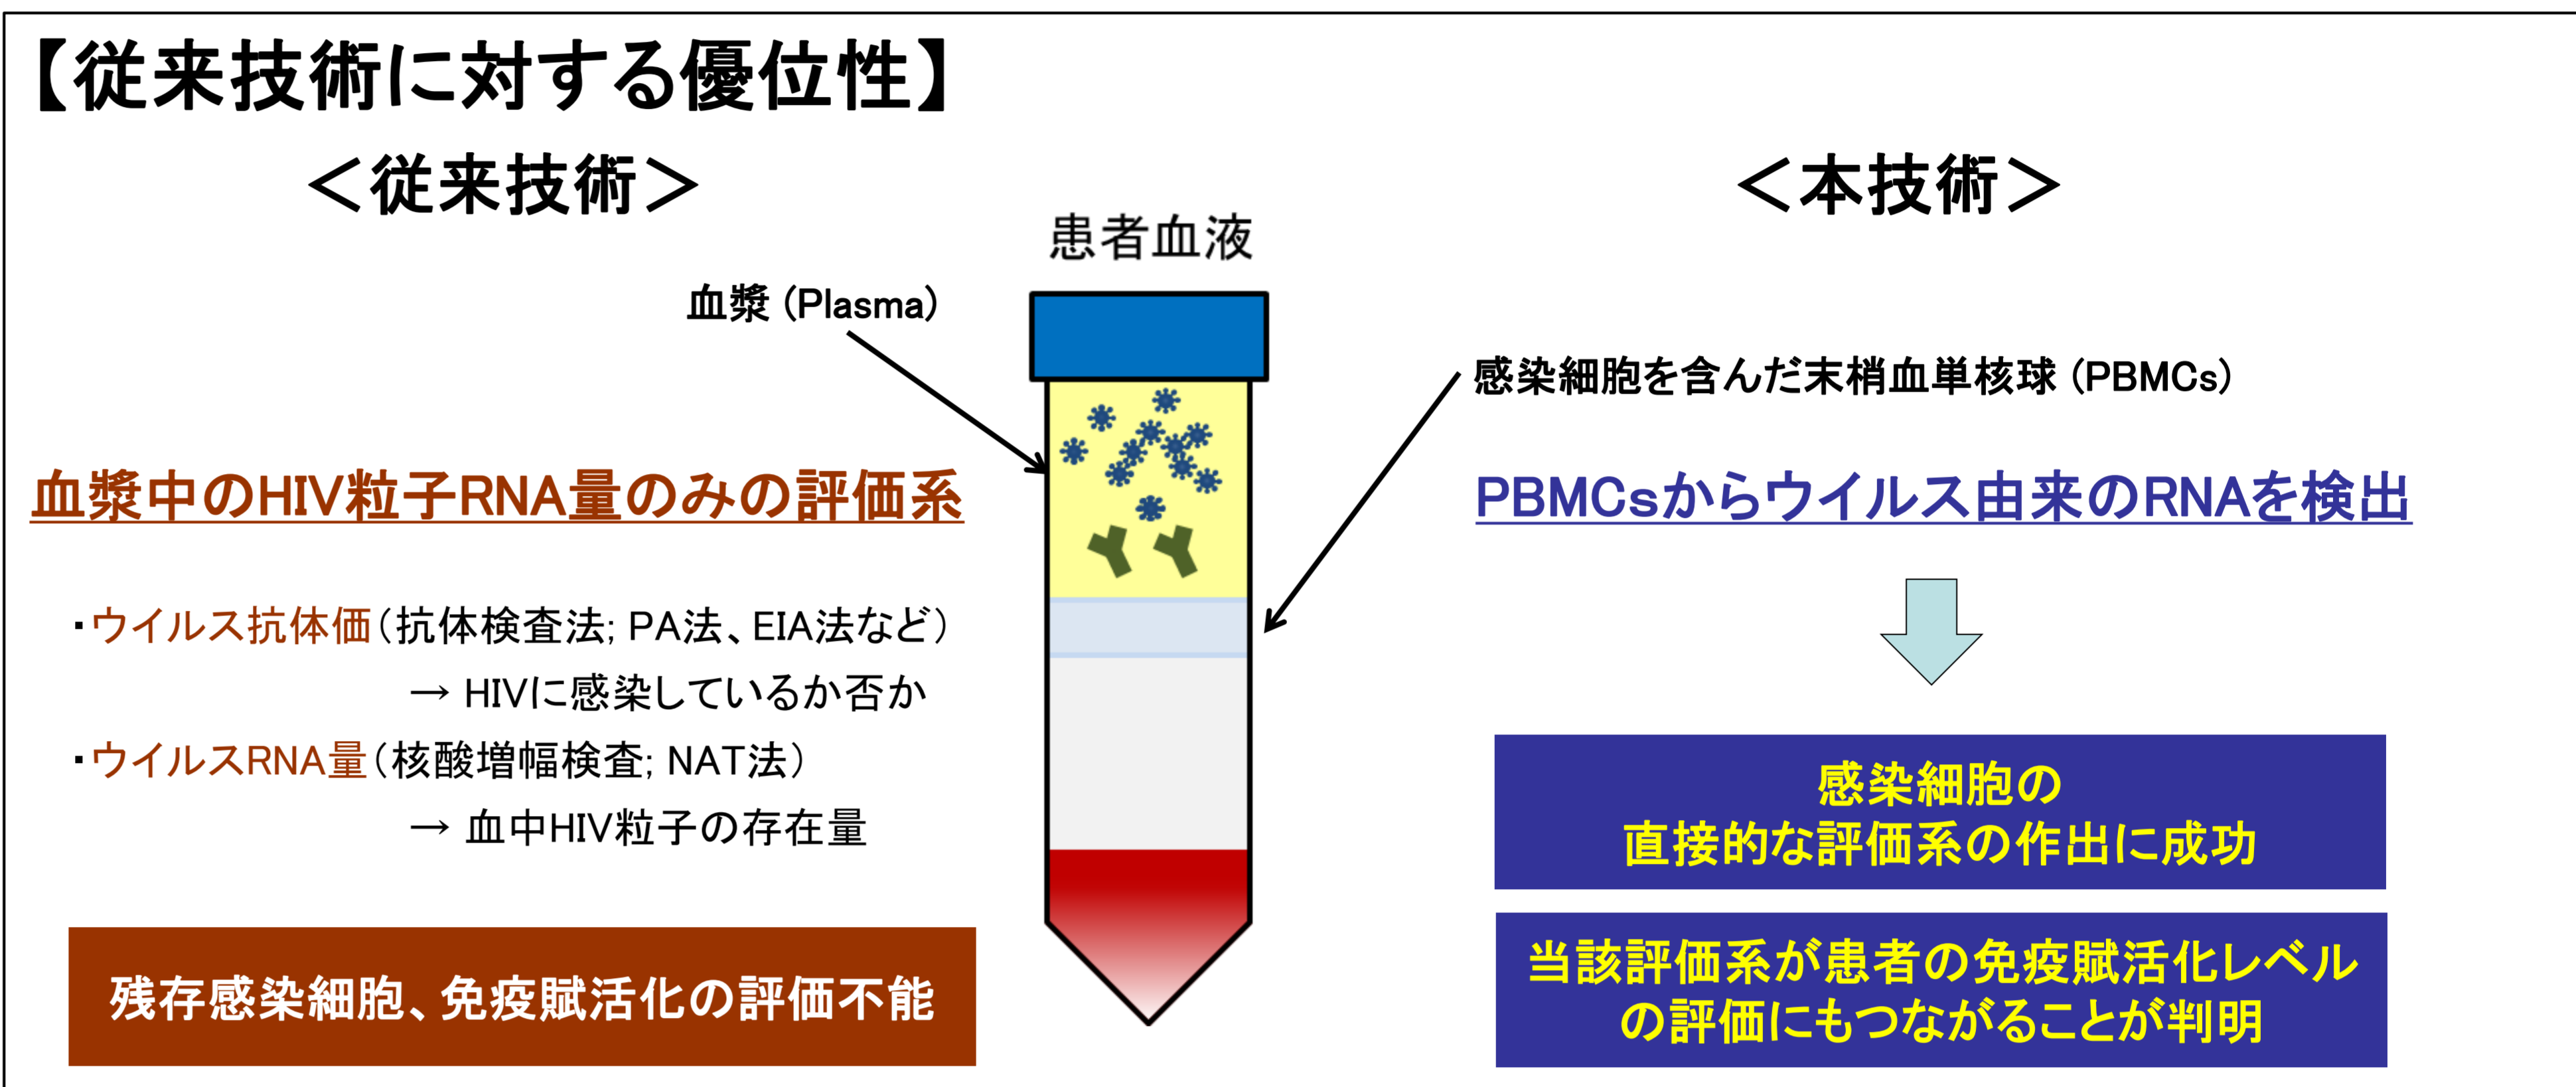 【従来技術に対する優位性】
＜従来技術＞
血漿 (Plasma)
血漿中のHIV粒子RNA量のみの評価系
・ウイルス抗体価（抗体検査法; PA法、EIA法など）
→ HIVに感染しているか否か
・ウイルスRNA量（核酸増幅検査; NAT法）
→ 血中HIV粒子の存在量
残存感染細胞、免疫賦活化の評価不能
患者血液
＜本技術＞
感染細胞を含んだ末梢血単核球 (PBMCs)
PBMCsからウイルス由来のRNAを検出
感染細胞の
直接的な評価系の作出に成功
当該評価系が患者の免疫賦活化レベル
の評価にもつながることが判明